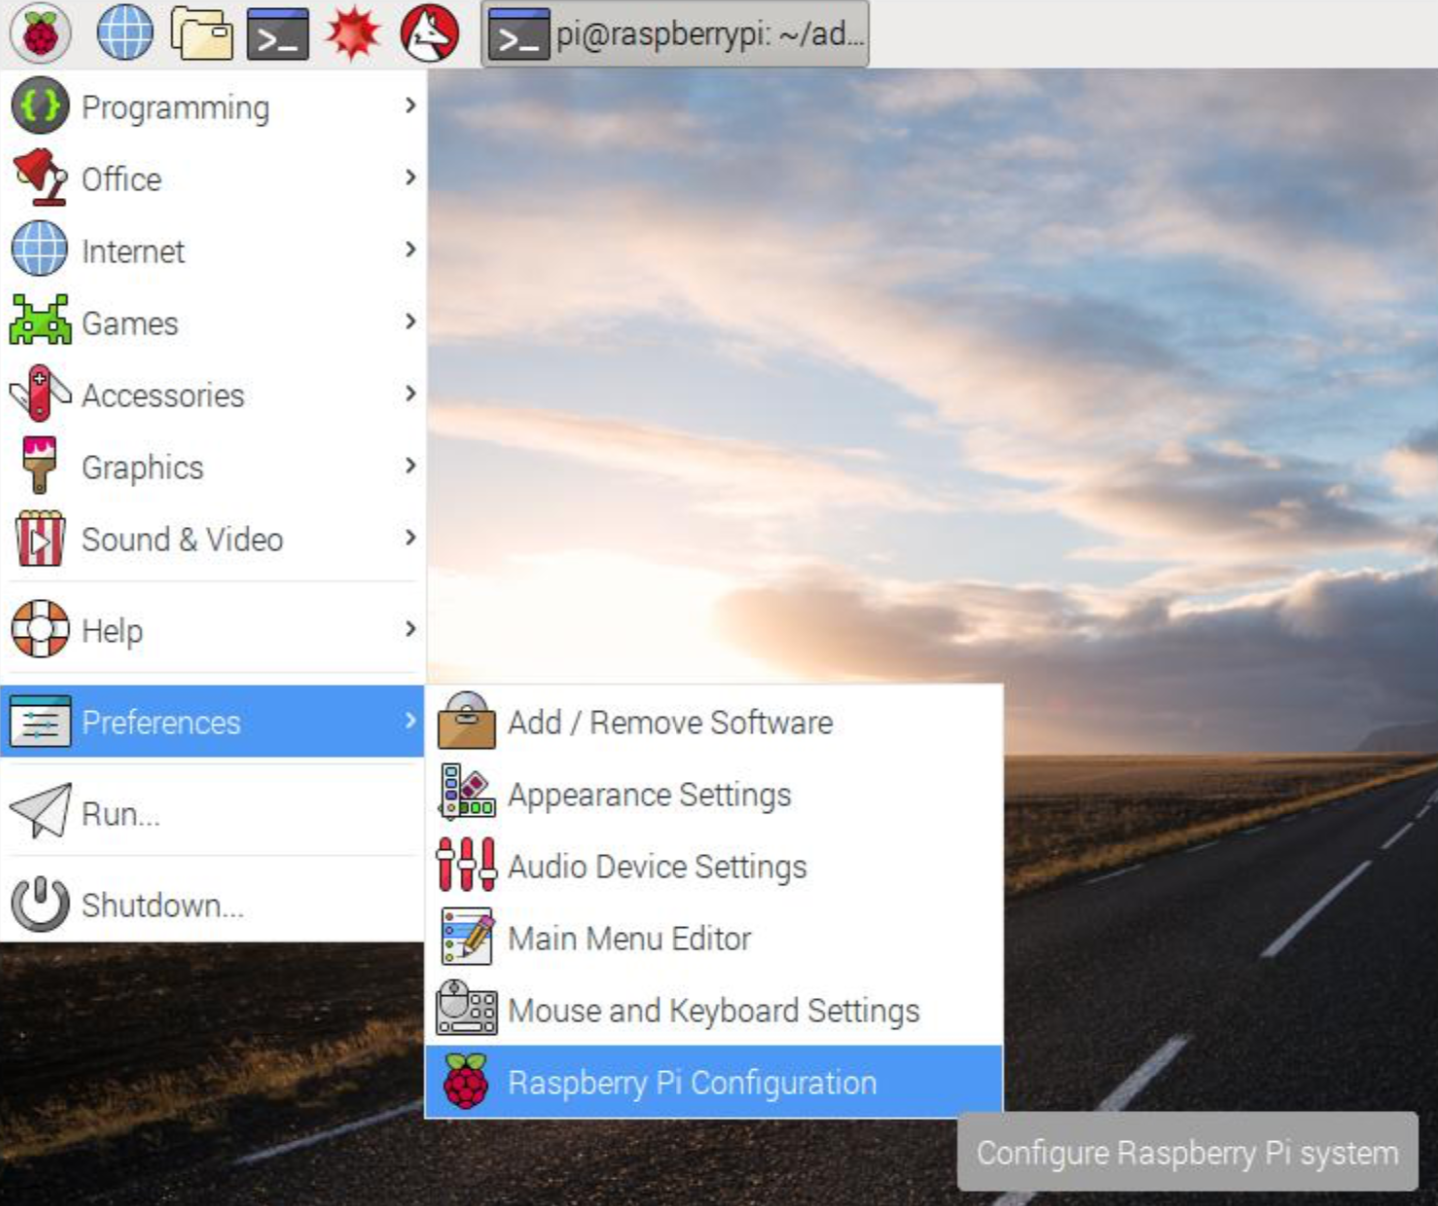 pi@raspberrypi: ~/ad...
Programming
Office
Internet
Games
Accessories
Graphics
Sound & Video
Help
Preferences
Run...
Shutdown...
Add / Remove Software
Appearance Settings
Audio Device Settings
Main Menu Editor
Mouse and Keyboard Settings
Raspberry Pi Configuration
Configure Raspberry Pi system